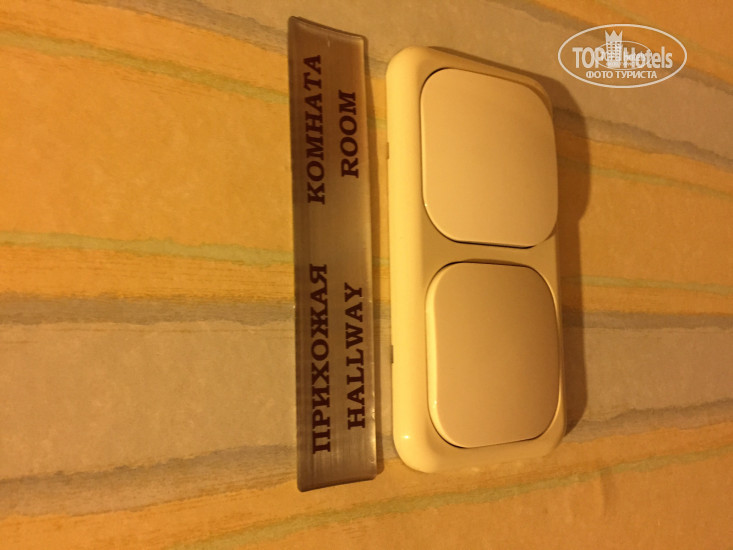 ПРИХОЖАЯ КОМНАТА
HALLWAY ROOM
TOP Hotels
ФОТО ТУРИСТА